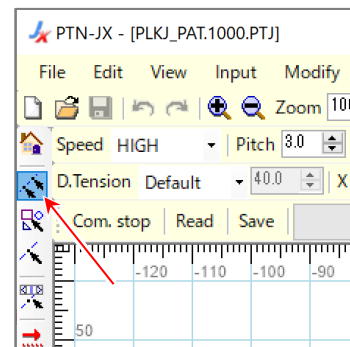 PTN-JX - [PLKJ_PAT.1000.PTJ]
File Edit View Input Modify
Zoom
Speed HIGH Pitch 3.0
D.Tension Default 40.0 X
Com. stop Read Save
-120 -110 -100 -90
50